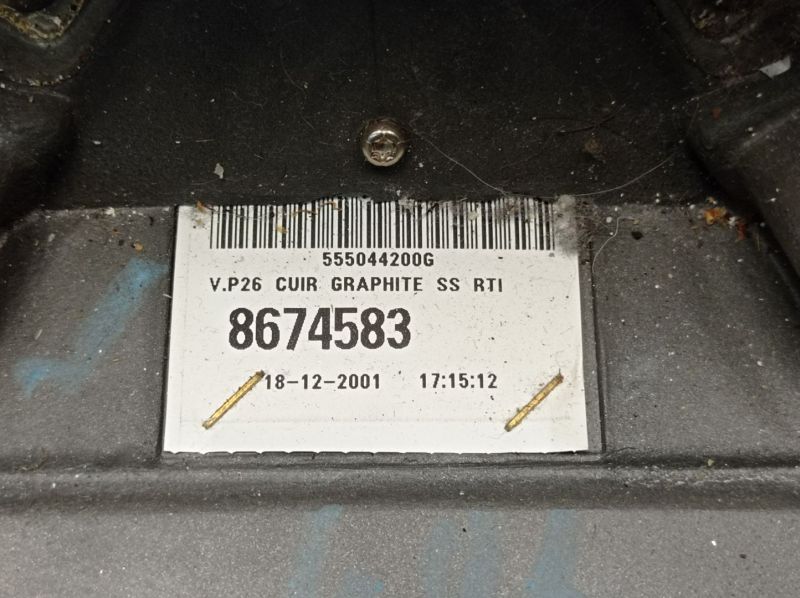 555044200G
V.P26 CUIR GRAPHITE SS RTI
8674583
18-12-2001 17:15:12